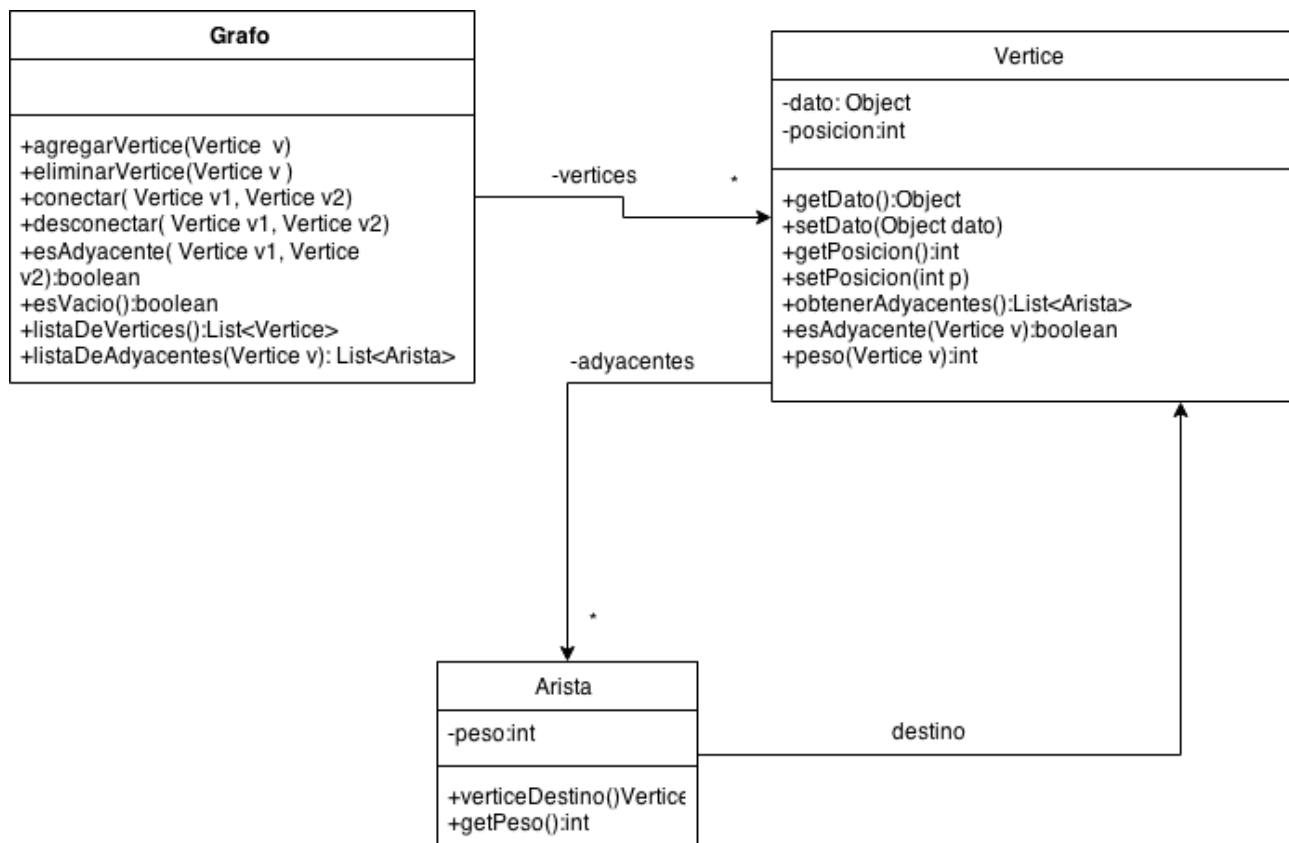 Grafo
+agregarVertice(Vertice v)
+eliminarVertice(Vertice v )
+conectar( Vertice v1, Vertice v2)
+desconectar( Vertice v1, Vertice v2)
+esAdyacente( Vertice v1, Vertice
v2):boolean
+esVacio():boolean
+listaDeVertices():List<Vertice>
+listaDeAdyacentes(Vertice v): List<Arista>
-vertices
*
Vertice
-dato: Object
-posicion:int
+getDato():Object
+setDato(Object dato)
+getPosicion():int
+setPosicion(int p)
+obtenerAdyacentes():List<Arista>
+esAdyacente(Vertice v):boolean
+peso(Vertice v):int
-adyacentes
*
Arista
-peso:int
+verticeDestino()Vertice
+getPeso():int
destino